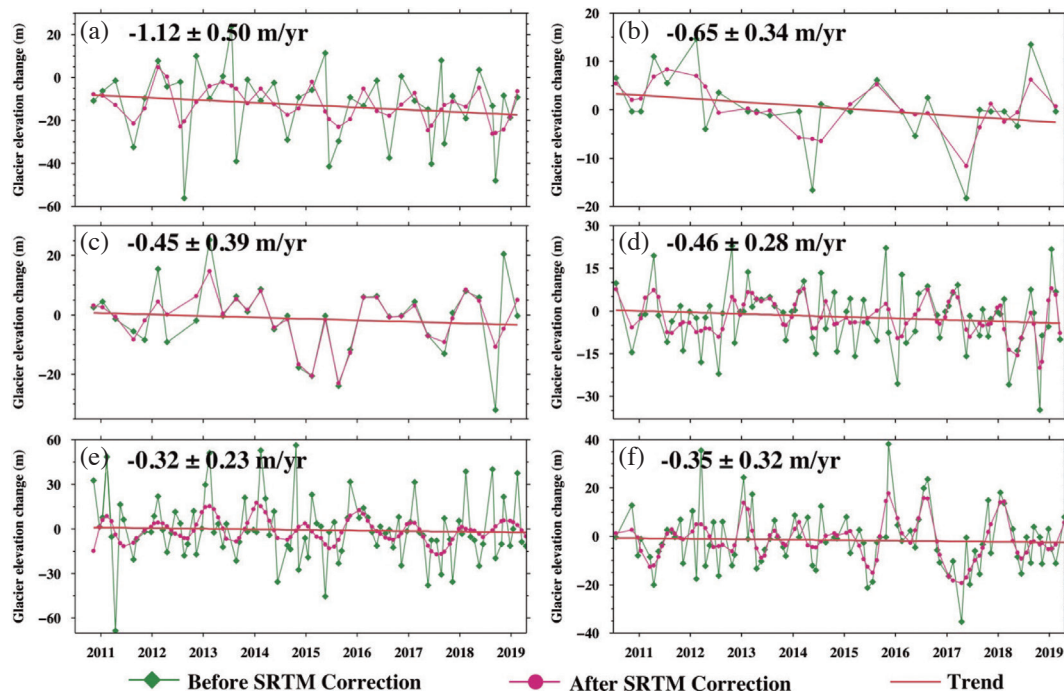 (a) -1.12 ± 0.50 m/yr
Glacier elevation change (m)
20
0
−20
−40
−60
(b) -0.65 ± 0.34 m/yr
Glacier elevation change (m)
20
10
0
−10
−20
(c) -0.45 ± 0.39 m/yr
Glacier elevation change (m)
20
0
−20
(d) -0.46 ± 0.28 m/yr
Glacier elevation change (m)
30
15
0
−15
−30
(e) -0.32 ± 0.23 m/yr
Glacier elevation change (m)
60
30
0
−30
−60
2011 2012 2013 2014 2015 2016 2017 2018 2019
(f) -0.35 ± 0.32 m/yr
Glacier elevation change (m)
40
20
0
−20
−40
2011 2012 2013 2014 2015 2016 2017 2018 2019
Before SRTM Correction After SRTM Correction Trend